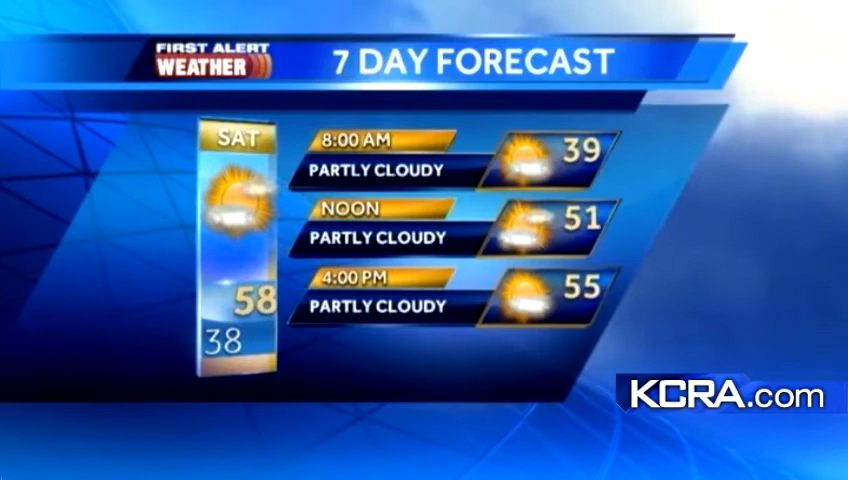 FIRST ALERT
WEATHER
7 DAY FORECAST
SAT
58
38
8:00 AM
PARTLY CLOUDY
39
NOON
PARTLY CLOUDY
51
4:00 PM
PARTLY CLOUDY
55
KCRA.com